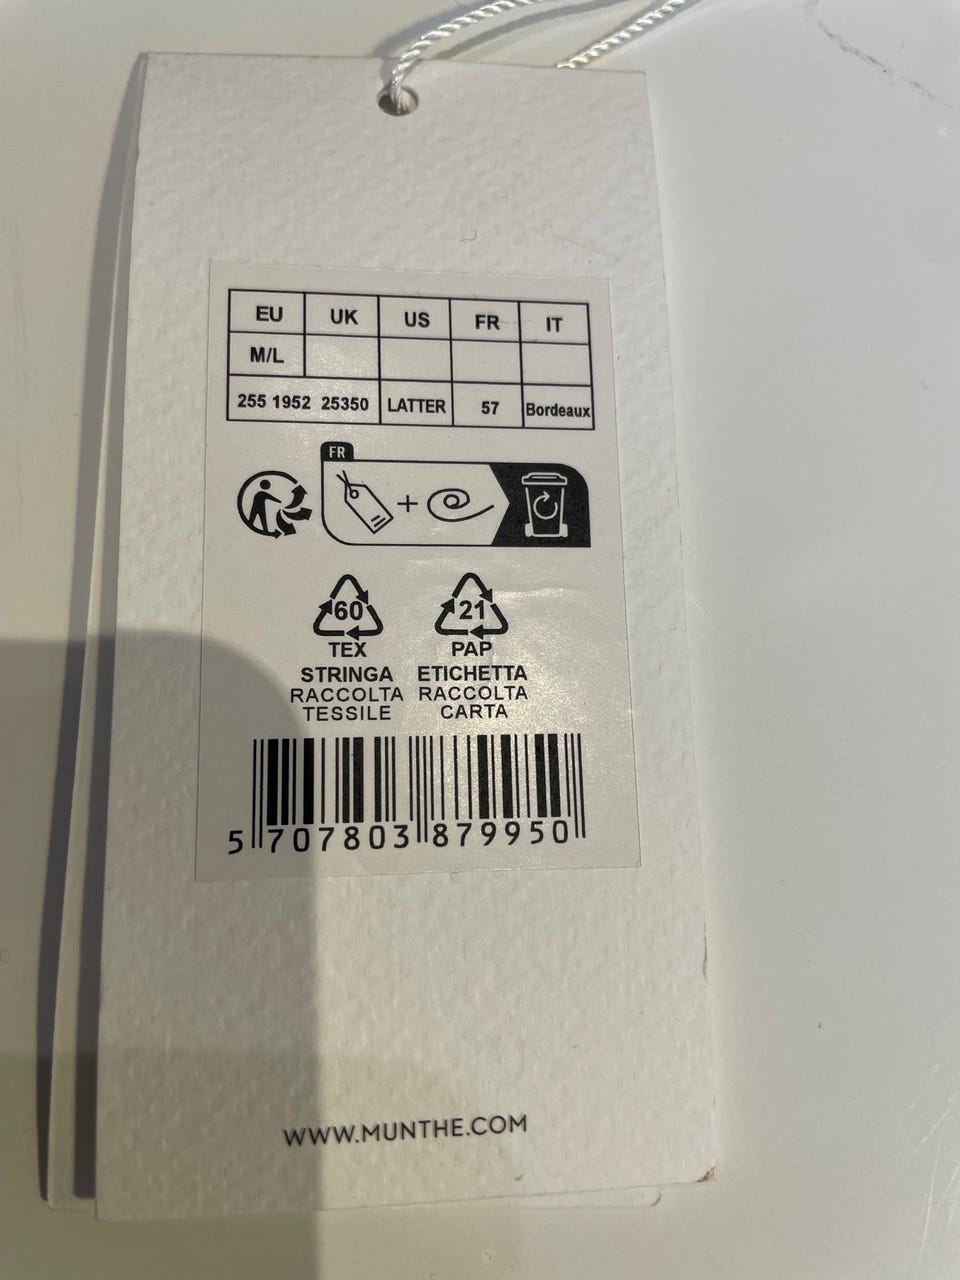 EU UK US FR IT
M/L
255 1952 25350 LATTER 57 Bordeaux
FR
+
60 21
TEX PAP
STRINGA ETICHETTA
RACCOLTA RACCOLTA
TESSILE CARTA
5 707803 879950
WWW.MUNTHE.COM